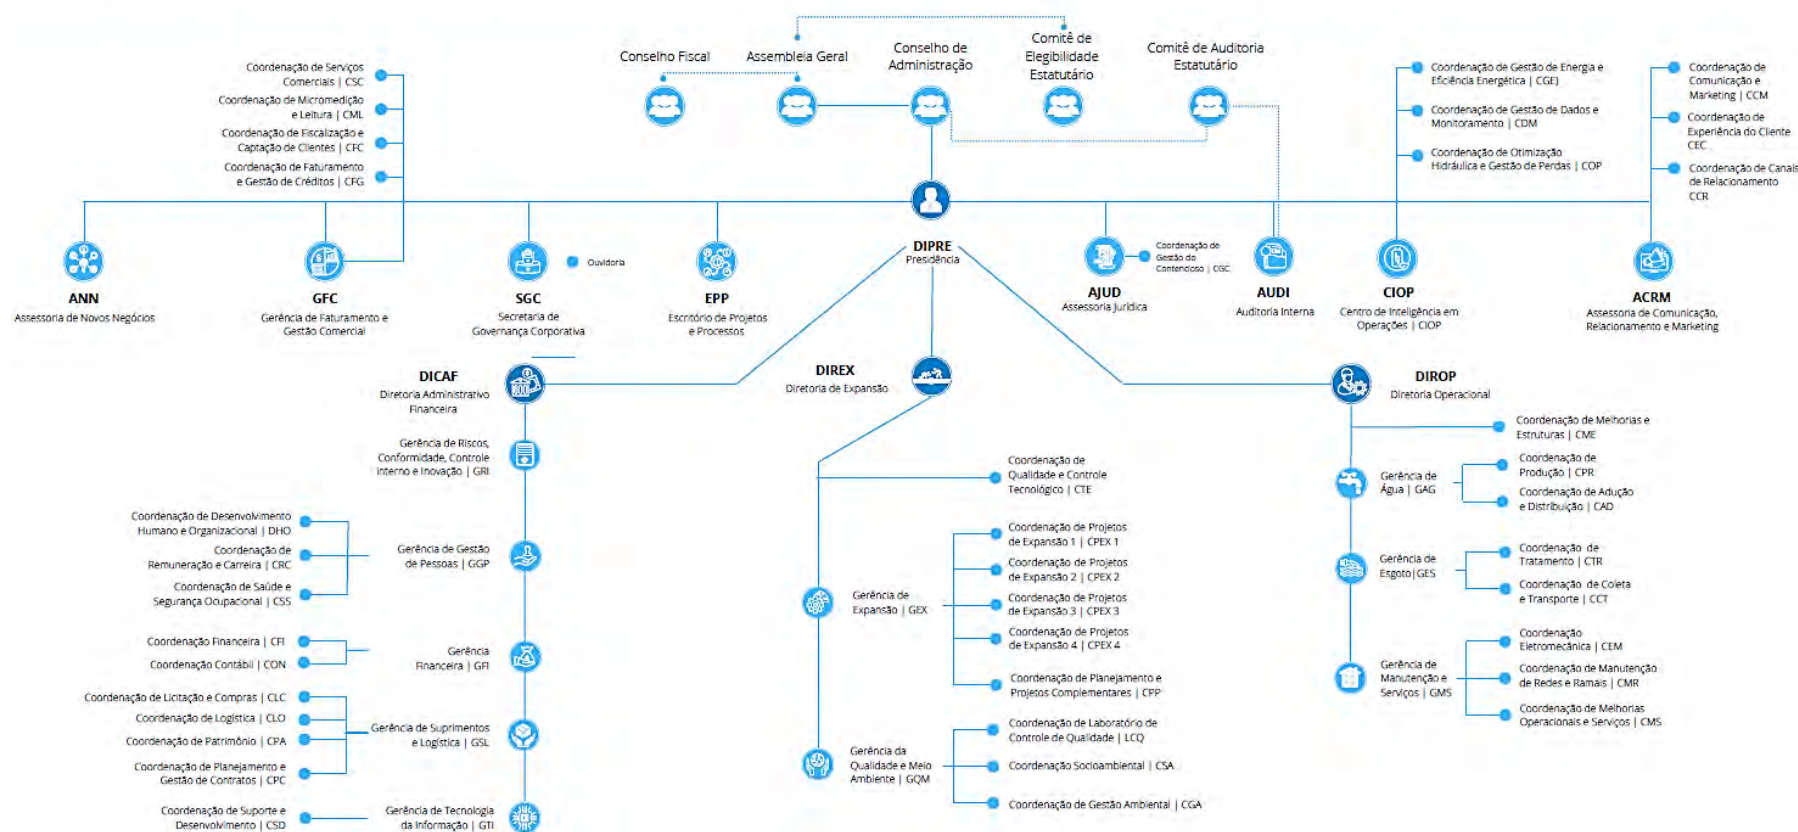 Conselho Fiscal
Assembleia Geral
Conselho de
Administração
Comitê de
Elegibilidade
Estatutário
Comitê de Auditoria
Estatutário
Coordenação de Serviços
Comerciais | CSC
Coordenação de Micromedição
e Leitura | CML
Coordenação de Fiscalização e
Captação de Clientes | CFC
Coordenação de Faturamento
e Gestão de Créditos | CFG
Coordenação de Gestão de Energia e
Eficiência Energética | CGE)
Coordenação de Gestão de Dados e
Monitoramento | CDM
Coordenação de Otimização
Hidráulica e Gestão de Perdas | COP
Coordenação de
Comunicação e
Marketing | CCM
Coordenação de
Experiência do Cliente
CEC
Coordenação de Canais
de Relacionamento
CCR
ANN
Assessoria de Novos Negócios
GFC
Gerência de Faturamento e
Gestão Comercial
SGC
Secretaria de
Governança Corporativa
Ouvidoria
EPP
Escritório de Projetos
e Processos
DIPRE
Presidência
AJUD
Assessoria Jurídica
Coordenação de
Gestão do
Contencioso | CGC
AUDI
Auditoria Interna
CIOP
Centro de Inteligência em
Operações | CIOP
ACRM
Assessoria de Comunicação,
Relacionamento e Marketing
DICAF
Diretoria Administrativo
Financeira
Gerência de Riscos,
Conformidade, Controle
Interno e Inovação | GRI
Coordenação de Desenvolvimento
Humano e Organizacional | DHO
Coordenação de
Remuneração e Carreira | CRC
Coordenação de Saúde e
Segurança Ocupacional | CSS
Gerência de Gestão
de Pessoas | GGP
Coordenação Financeira | CFI
Coordenação Contábil | CON
Gerência
Financeira | GFI
Coordenação de Licitação e Compras | CLC
Coordenação de Logística | CLO
Coordenação de Patrimônio | CPA
Coordenação de Planejamento e
Gestão de Contratos | CPC
Gerência de Suprimentos
e Logística | GSL
Coordenação de Suporte e
Desenvolvimento | CSD
Gerência de Tecnologia
da Informação | GTI
DIREX
Diretoria de Expansão
Coordenação de
Qualidade e Controle
Tecnológico | CTE
Gerência de
Expansão | GEX
Coordenação de Projetos
de Expansão 1 | CPEX 1
Coordenação de Projetos
de Expansão 2 | CPEX 2
Coordenação de Projetos
de Expansão 3 | CPEX 3
Coordenação de Projetos
de Expansão 4 | CPEX 4
Coordenação de Planejamento e
Projetos Complementares | CPP
Gerência da
Qualidade e Meio
Ambiente | GQM
Coordenação de Laboratório de
Controle de Qualidade | LCQ
Coordenação Socioambiental | CSA
Coordenação de Gestão Ambiental | CGA
DIROP
Diretoria Operacional
Coordenação de Melhorias e
Estruturas | CME
Gerência de
Água | GAG
Coordenação de
Produção | CPR
Coordenação de Adução
e Distribuição | CAD
Gerência de
Esgoto|GES
Coordenação de
Tratamento | CTR
Coordenação de Coleta
e Transporte | CCT
Gerência de
Manutenção e
Serviços | GMS
Coordenação
Eletromecânica | CEM
Coordenação de Manutenção
de Redes e Ramais | CMR
Coordenação de Melhorias
Operacionais e Serviços | CMS